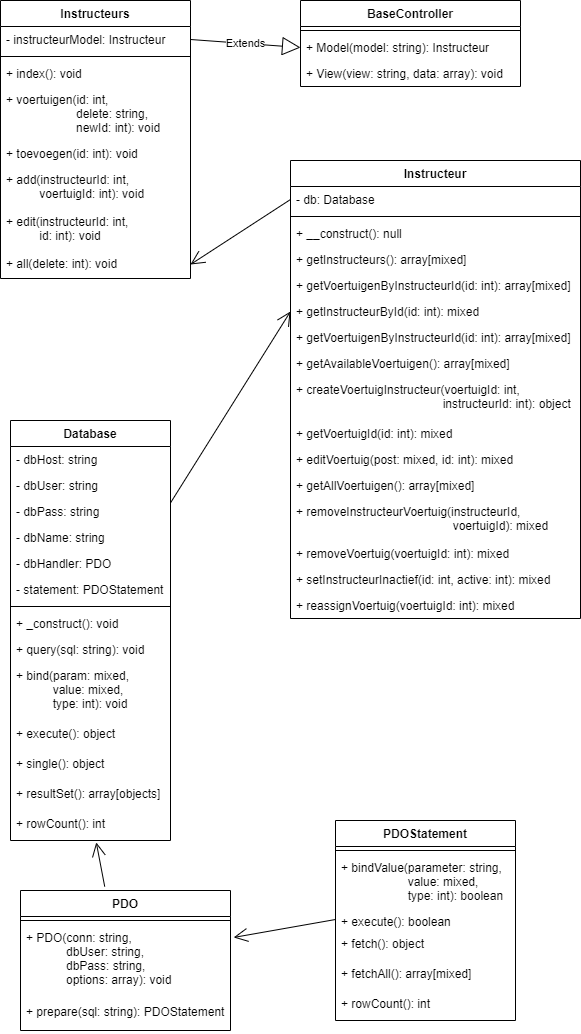 Instructeurs
- instructeurModel: Instructeur
+ index(): void
+ voertuigen(id: int,
delete: string,
newId: int): void
+ toevoegen(id: int): void
+ add(instructeurId: int,
voertuigId: int): void
+ edit(instructeurId: int,
id: int): void
+ all(delete: int): void
Extends
BaseController
+ Model(model: string): Instructeur
+ View(view: string, data: array): void
Instructeur
- db: Database
+ __construct(): null
+ getInstructeurs(): array[mixed]
+ getVoertuigenByInstructeurId(id: int): array[mixed]
+ getInstructeurById(id: int): mixed
+ getVoertuigenByInstructeurId(id: int): array[mixed]
+ getAvailableVoertuigen(): array[mixed]
+ createVoertuigInstructeur(voertuigId: int,
instructeurId: int): object
+ getVoertuigId(id: int): mixed
+ editVoertuig(post: mixed, id: int): mixed
+ getAllVoertuigen(): array[mixed]
+ removeInstructeurVoertuig(instructeurId,
voertuigId): mixed
+ removeVoertuig(voertuigId: int): mixed
+ setInstructeurInactief(id: int, active: int): mixed
+ reassignVoertuig(voertuigId: int): mixed
Database
- dbHost: string
- dbUser: string
- dbPass: string
- dbName: string
- dbHandler: PDO
- statement: PDOStatement
+ _construct(): void
+ query(sql: string): void
+ bind(param: mixed,
value: mixed,
type: int): void
+ execute(): object
+ single(): object
+ resultSet(): array[objects]
+ rowCount(): int
PDO
+ PDO(conn: string,
dbUser: string,
dbPass: string,
options: array): void
+ prepare(sql: string): PDOStatement
PDOStatement
+ bindValue(parameter: string,
value: mixed,
type: int): boolean
+ execute(): boolean
+ fetch(): object
+ fetchAll(): array[mixed]
+ rowCount(): int